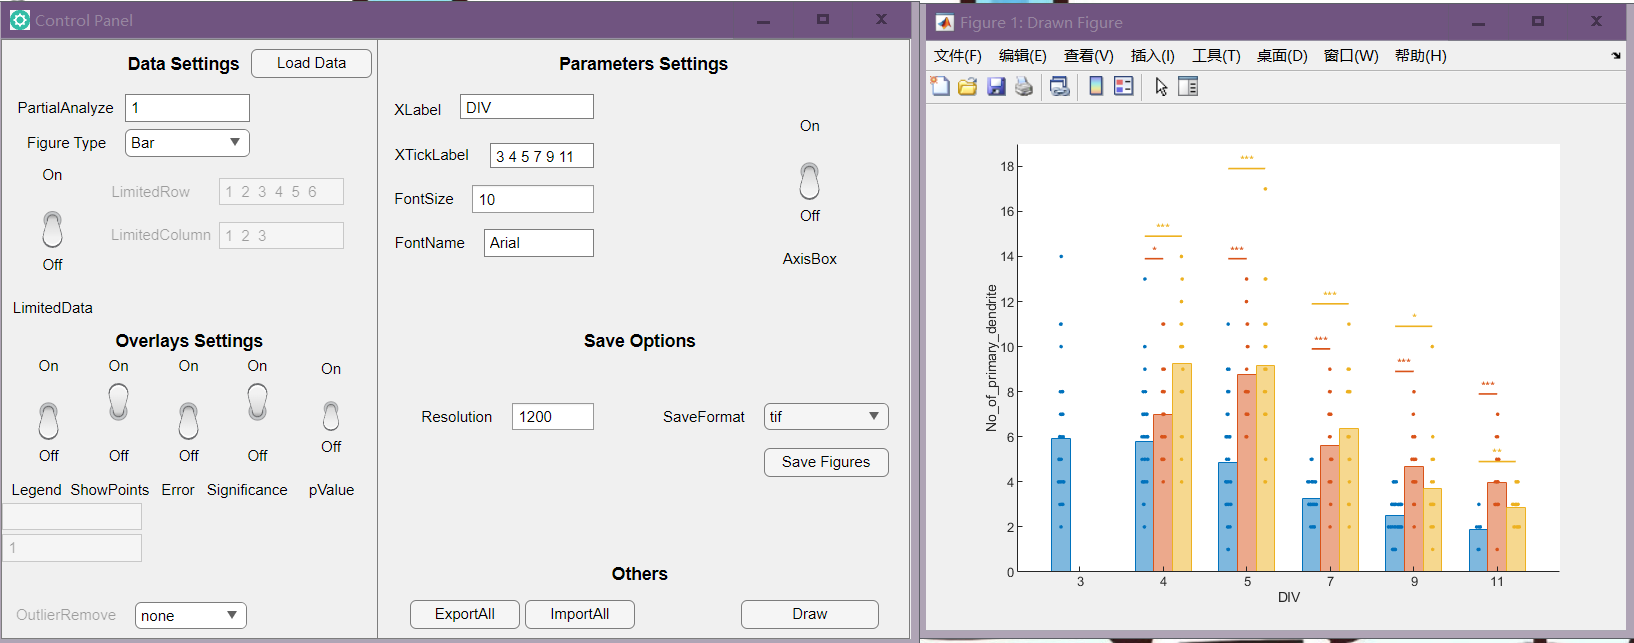 Control Panel
Data Settings
Load Data
PartialAnalyze
1
Figure Type
Bar
On
Off
LimitedRow
1 2 3 4 5 6
LimitedColumn
1 2 3
LimitedData
Overlays Settings
On On On On On
Off Off Off Off Off
Legend ShowPoints Error Significance pValue
1
OutlierRemove
none
Parameters Settings
XLabel
DIV
XTickLabel
3 4 5 7 9 11
FontSize
10
FontName
Arial
On
Off
AxisBox
Save Options
Resolution
1200
SaveFormat
tif
Save Figures
Others
ExportAll
ImportAll
Draw
Figure 1: Drawn Figure
文件(F) 编辑(E) 查看(V) 插入(I) 工具(T) 桌面(D) 窗口(W) 帮助(H)
No_of_primary_dendrite
18
16
14
12
10
8
6
4
2
0
*** 
*** 
* 
*** 
*** 
*** 
* 
*** 
*** 
**
3 4 5 7 9 11
DIV